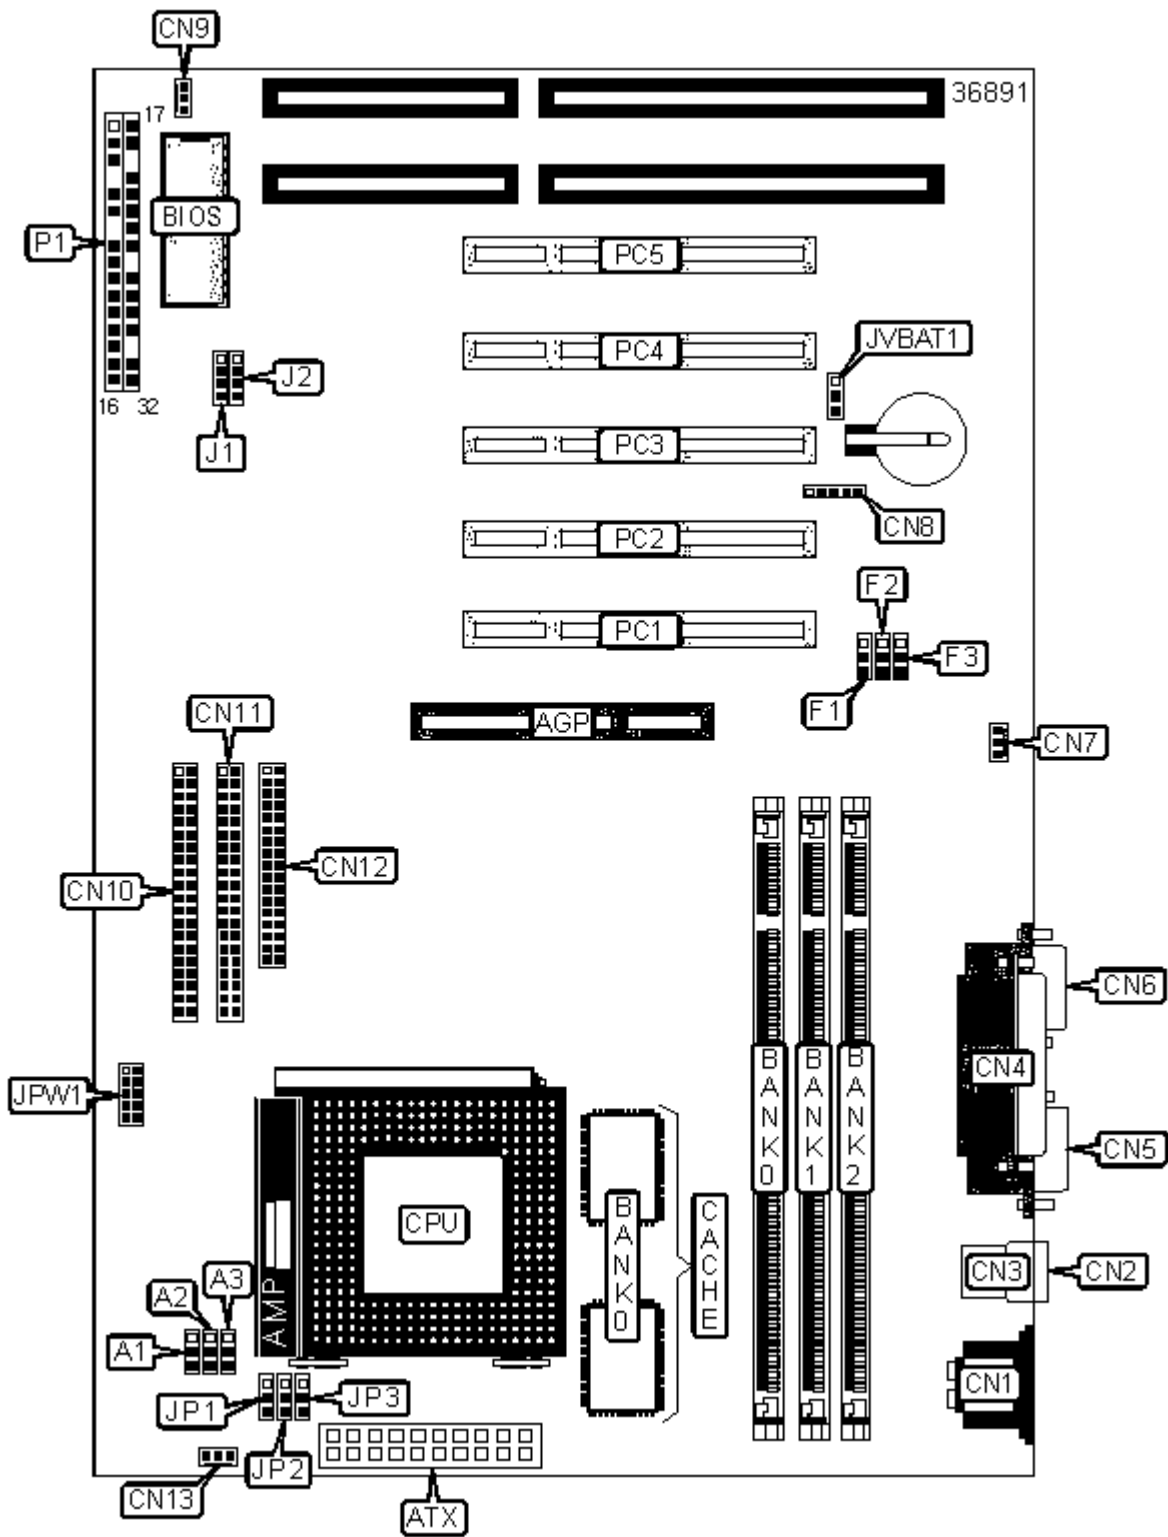 CN9
36891
17
BIOS
P1
PC5
JVBAT1
PC4
J2
16 32
J1
PC3
CN8
PC2
F2
PC1
F3
F1
CN11
AGP
CN7
CN12
CN10
CN6
BANK0
BANK1
BANK2
CN4
JPW1
CN5
CPU
BANK0
CACHE
CN3
CN2
A3
A2
AMP
A1
CN1
JP1
JP3
JP2
CN13
ATX